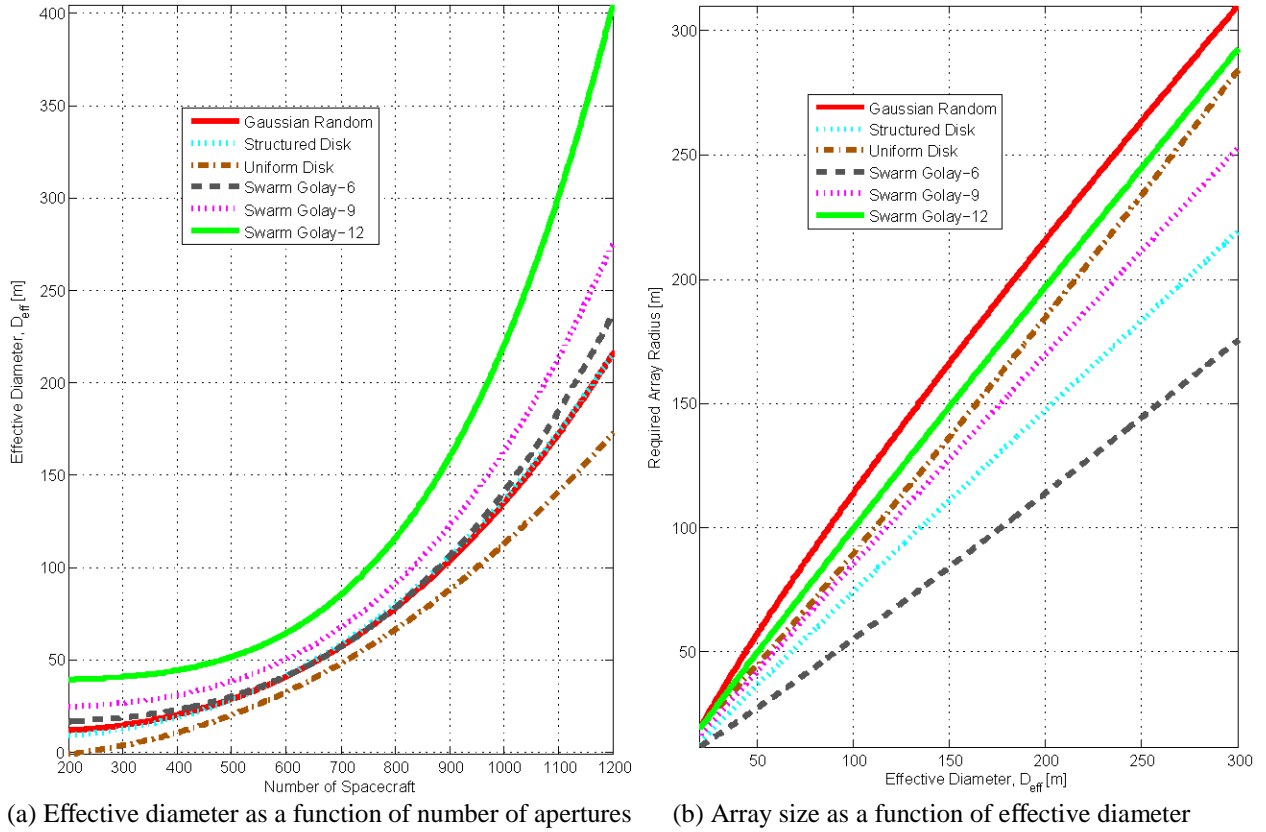 400
350
300
250
200
150
100
50
0
Effective Diameter, D_eff [m]
Gaussian Random
Structured Disk
Uniform Disk
Swarm Golay-6
Swarm Golay-9
Swarm Golay-12
200 300 400 500 600 700 800 900 1000 1100 1200
Number of Spacecraft
(a) Effective diameter as a function of number of apertures
300
250
200
150
100
50
Required Array Radius [m]
Gaussian Random
Structured Disk
Uniform Disk
Swarm Golay-6
Swarm Golay-9
Swarm Golay-12
50 100 150 200 250 300
Effective Diameter, D_eff [m]
(b) Array size as a function of effective diameter